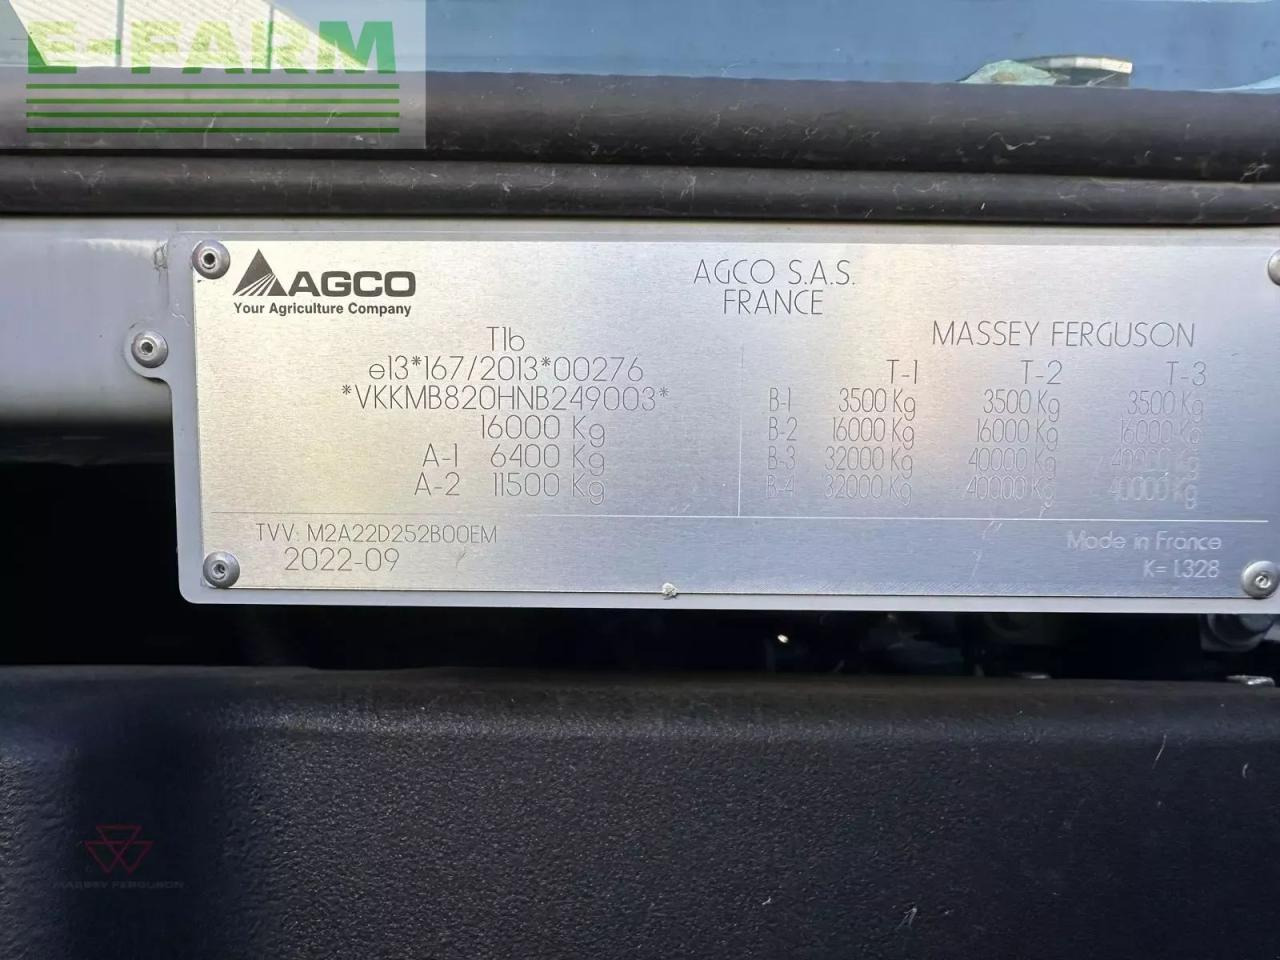 E-FARM
AGCO
Your Agriculture Company
AGCO S.A.S.
FRANCE
T1b
e13*167/2013*00276
*VKKMB820HNB249003*
16000 Kg
A-1 6400 Kg
A-2 11500 Kg
MASSEY FERGUSON
T-1 T-2 T-3
B-1 3500 Kg 3500 Kg 3500 Kg
B-2 16000 Kg 16000 Kg 16000 Kg
B-3 32000 Kg 40000 Kg 40000 Kg
B-4 32000 Kg 40000 Kg 40000 Kg
TVV: M2A22D252B00EM
2022-09
Made in France
K= 1.328
MASSEY FERGUSON